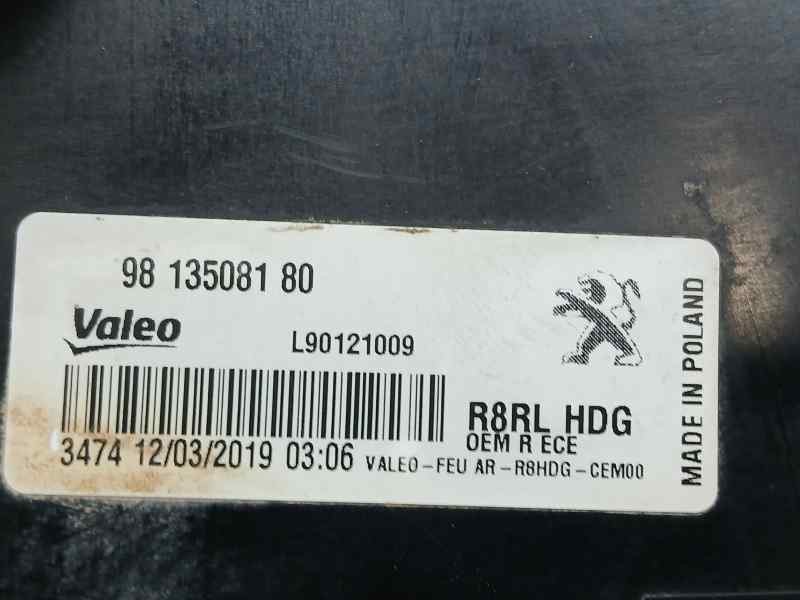 98 135081 80
Valeo
L90121009
R8RL HDG
OEM R ECE
3474 12/03/2019 03:06 VALEO-FEU AR-R8HDG-CEM00
MADE IN POLAND